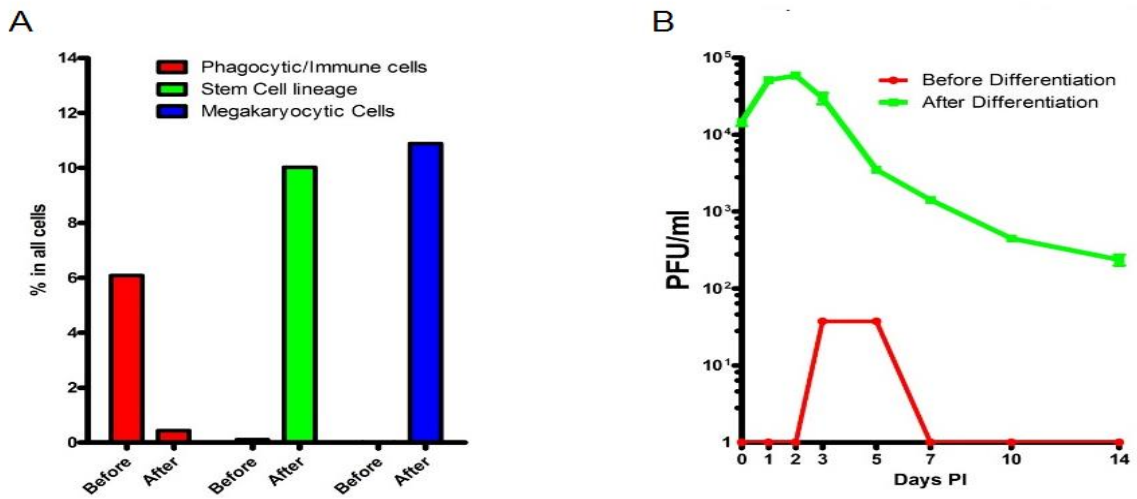 A
14
12
10
8
6
4
2
0
% in all cells
Phagocytic/Immune cells
Stem Cell lineage
Megakaryocytic Cells
Before
After
Before
After
Before
After
B
10⁵
10⁴
10³
10²
10¹
1
PFU/ml
Before Differentiation
After Differentiation
0 1 2 3 5 7 10 14
Days PI